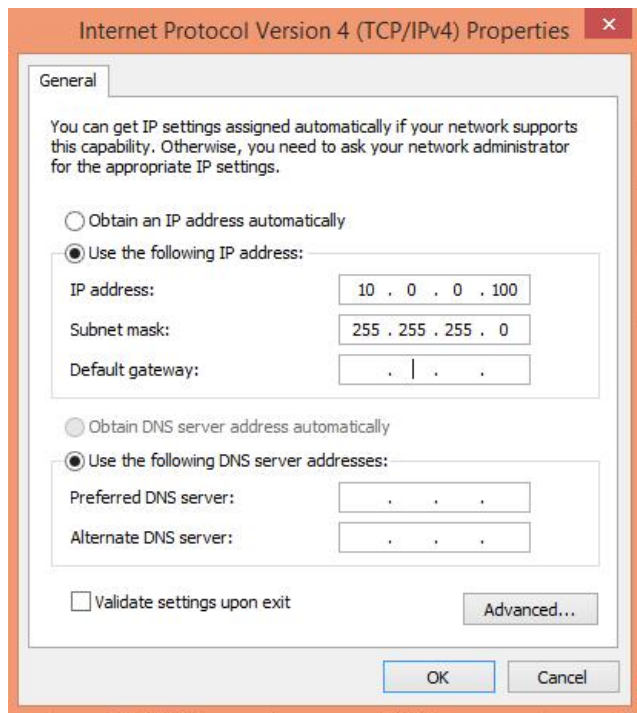 Internet Protocol Version 4 (TCP/IPv4) Properties
×
General
You can get IP settings assigned automatically if your network supports
this capability. Otherwise, you need to ask your network administrator
for the appropriate IP settings.
Obtain an IP address automatically
Use the following IP address:
IP address: 10 . 0 . 0 . 100
Subnet mask: 255 . 255 . 255 . 0
Default gateway: . . .
Obtain DNS server address automatically
Use the following DNS server addresses:
Preferred DNS server: . . .
Alternate DNS server: . . .
Validate settings upon exit
Advanced...
OK Cancel